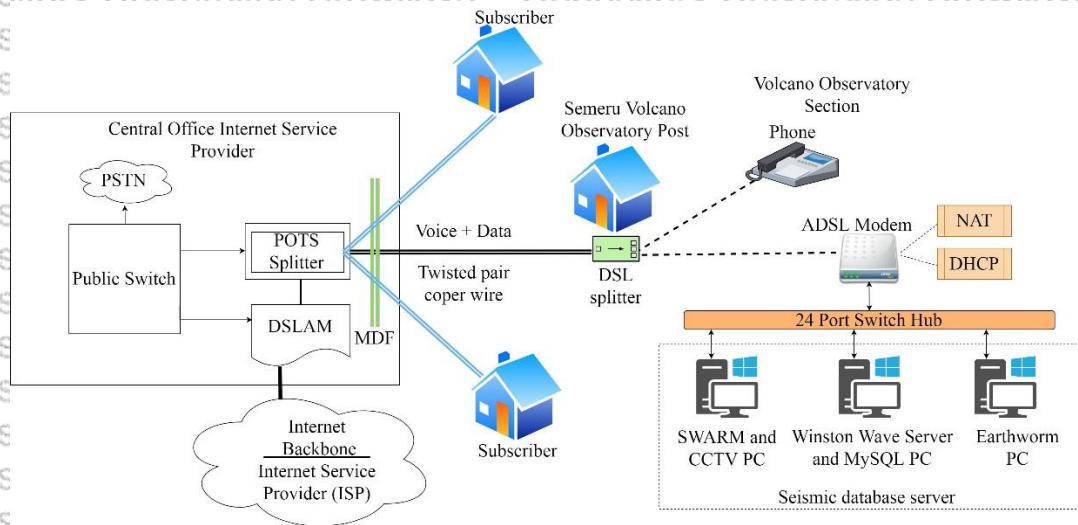 Subscriber
Central Office Internet Service
Provider
PSTN
Public Switch
POTS
Splitter
DSLAM
MDF
Internet
Backbone
Internet Service
Provider (ISP)
Voice + Data
Twisted pair
coper wire
Subscriber
Semeru Volcano
Observatory Post
DSL
splitter
Volcano Observatory
Section
Phone
ADSL Modem
NAT
DHCP
24 Port Switch Hub
SWARM and
CCTV PC
Winston Wave Server
and MySQL PC
Earthworm
PC
Seismic database server